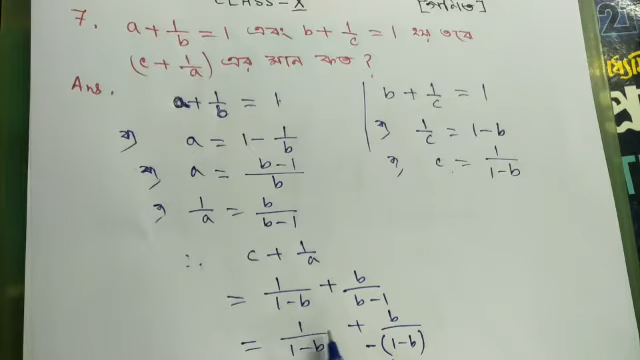 CLASS-X [গণিত]
7. a + 1/b = 1 এবং b + 1/c = 1 হয় তবে
(c + 1/a) এর মান কত ?
Ans.
a + 1/b = 1
বা, a = 1 - 1/b
বা, a = (b-1)/b
বা, 1/a = b/(b-1)
b + 1/c = 1
বা, 1/c = 1-b
বা, c = 1/(1-b)
∴ c + 1/a
= 1/(1-b) + b/(b-1)
= 1/(1-b) + b/-(1-b)